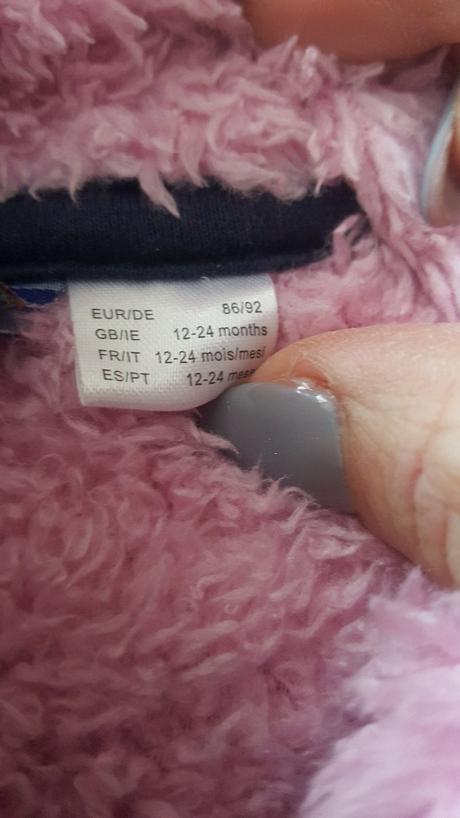 EUR/DE 86/92
GB/IE 12-24 months
FR/IT 12-24 mois/mesi
ES/PT 12-24